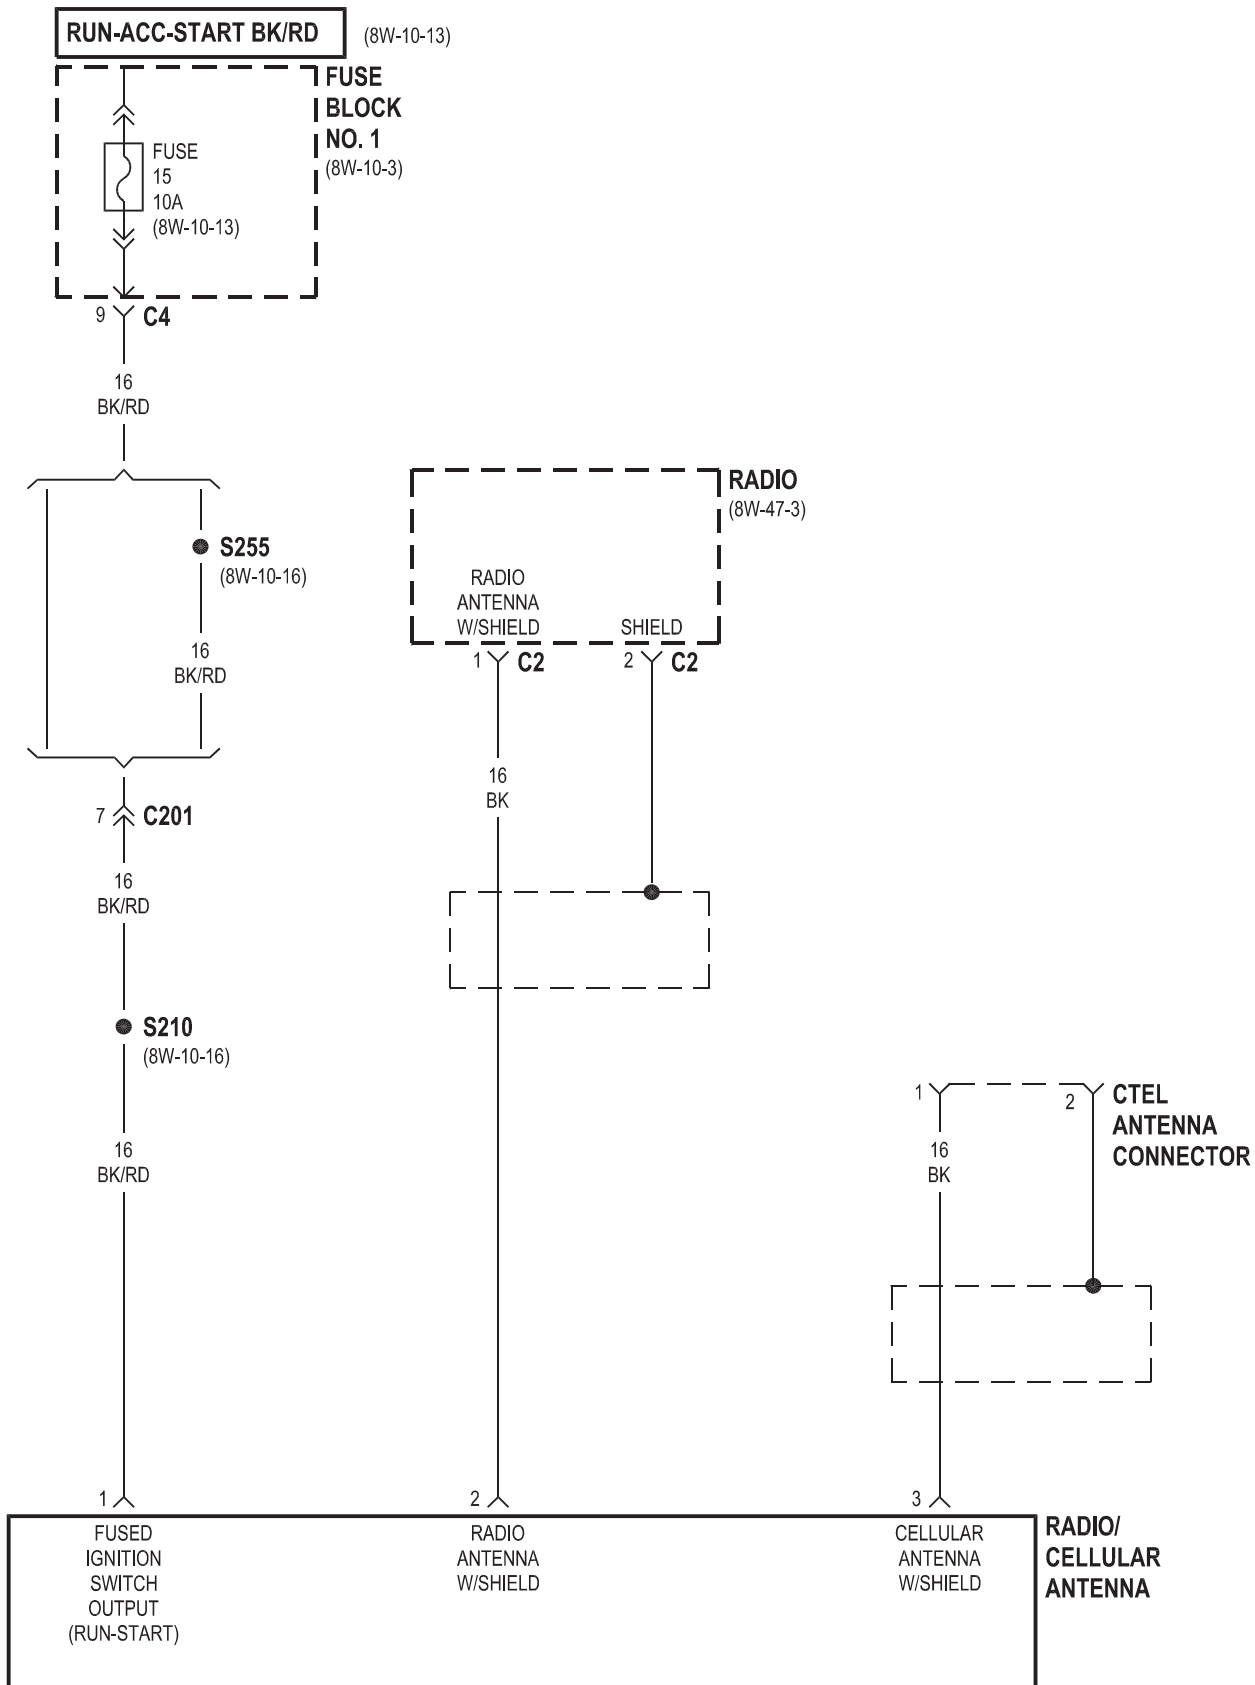 RUN-ACC-START BK/RD (8W-10-13)
FUSE
BLOCK
NO. 1
(8W-10-3)
FUSE
15
10A
(8W-10-13)
9 C4
16
BK/RD
S255
(8W-10-16)
16
BK/RD
7 C201
16
BK/RD
S210
(8W-10-16)
16
BK/RD
1
FUSED
IGNITION
SWITCH
OUTPUT
(RUN-START)
RADIO
(8W-47-3)
RADIO
ANTENNA
W/SHIELD
SHIELD
1 C2
2 C2
16
BK
2
RADIO
ANTENNA
W/SHIELD
1
2
CTEL
ANTENNA
CONNECTOR
16
BK
3
CELLULAR
ANTENNA
W/SHIELD
RADIO/
CELLULAR
ANTENNA